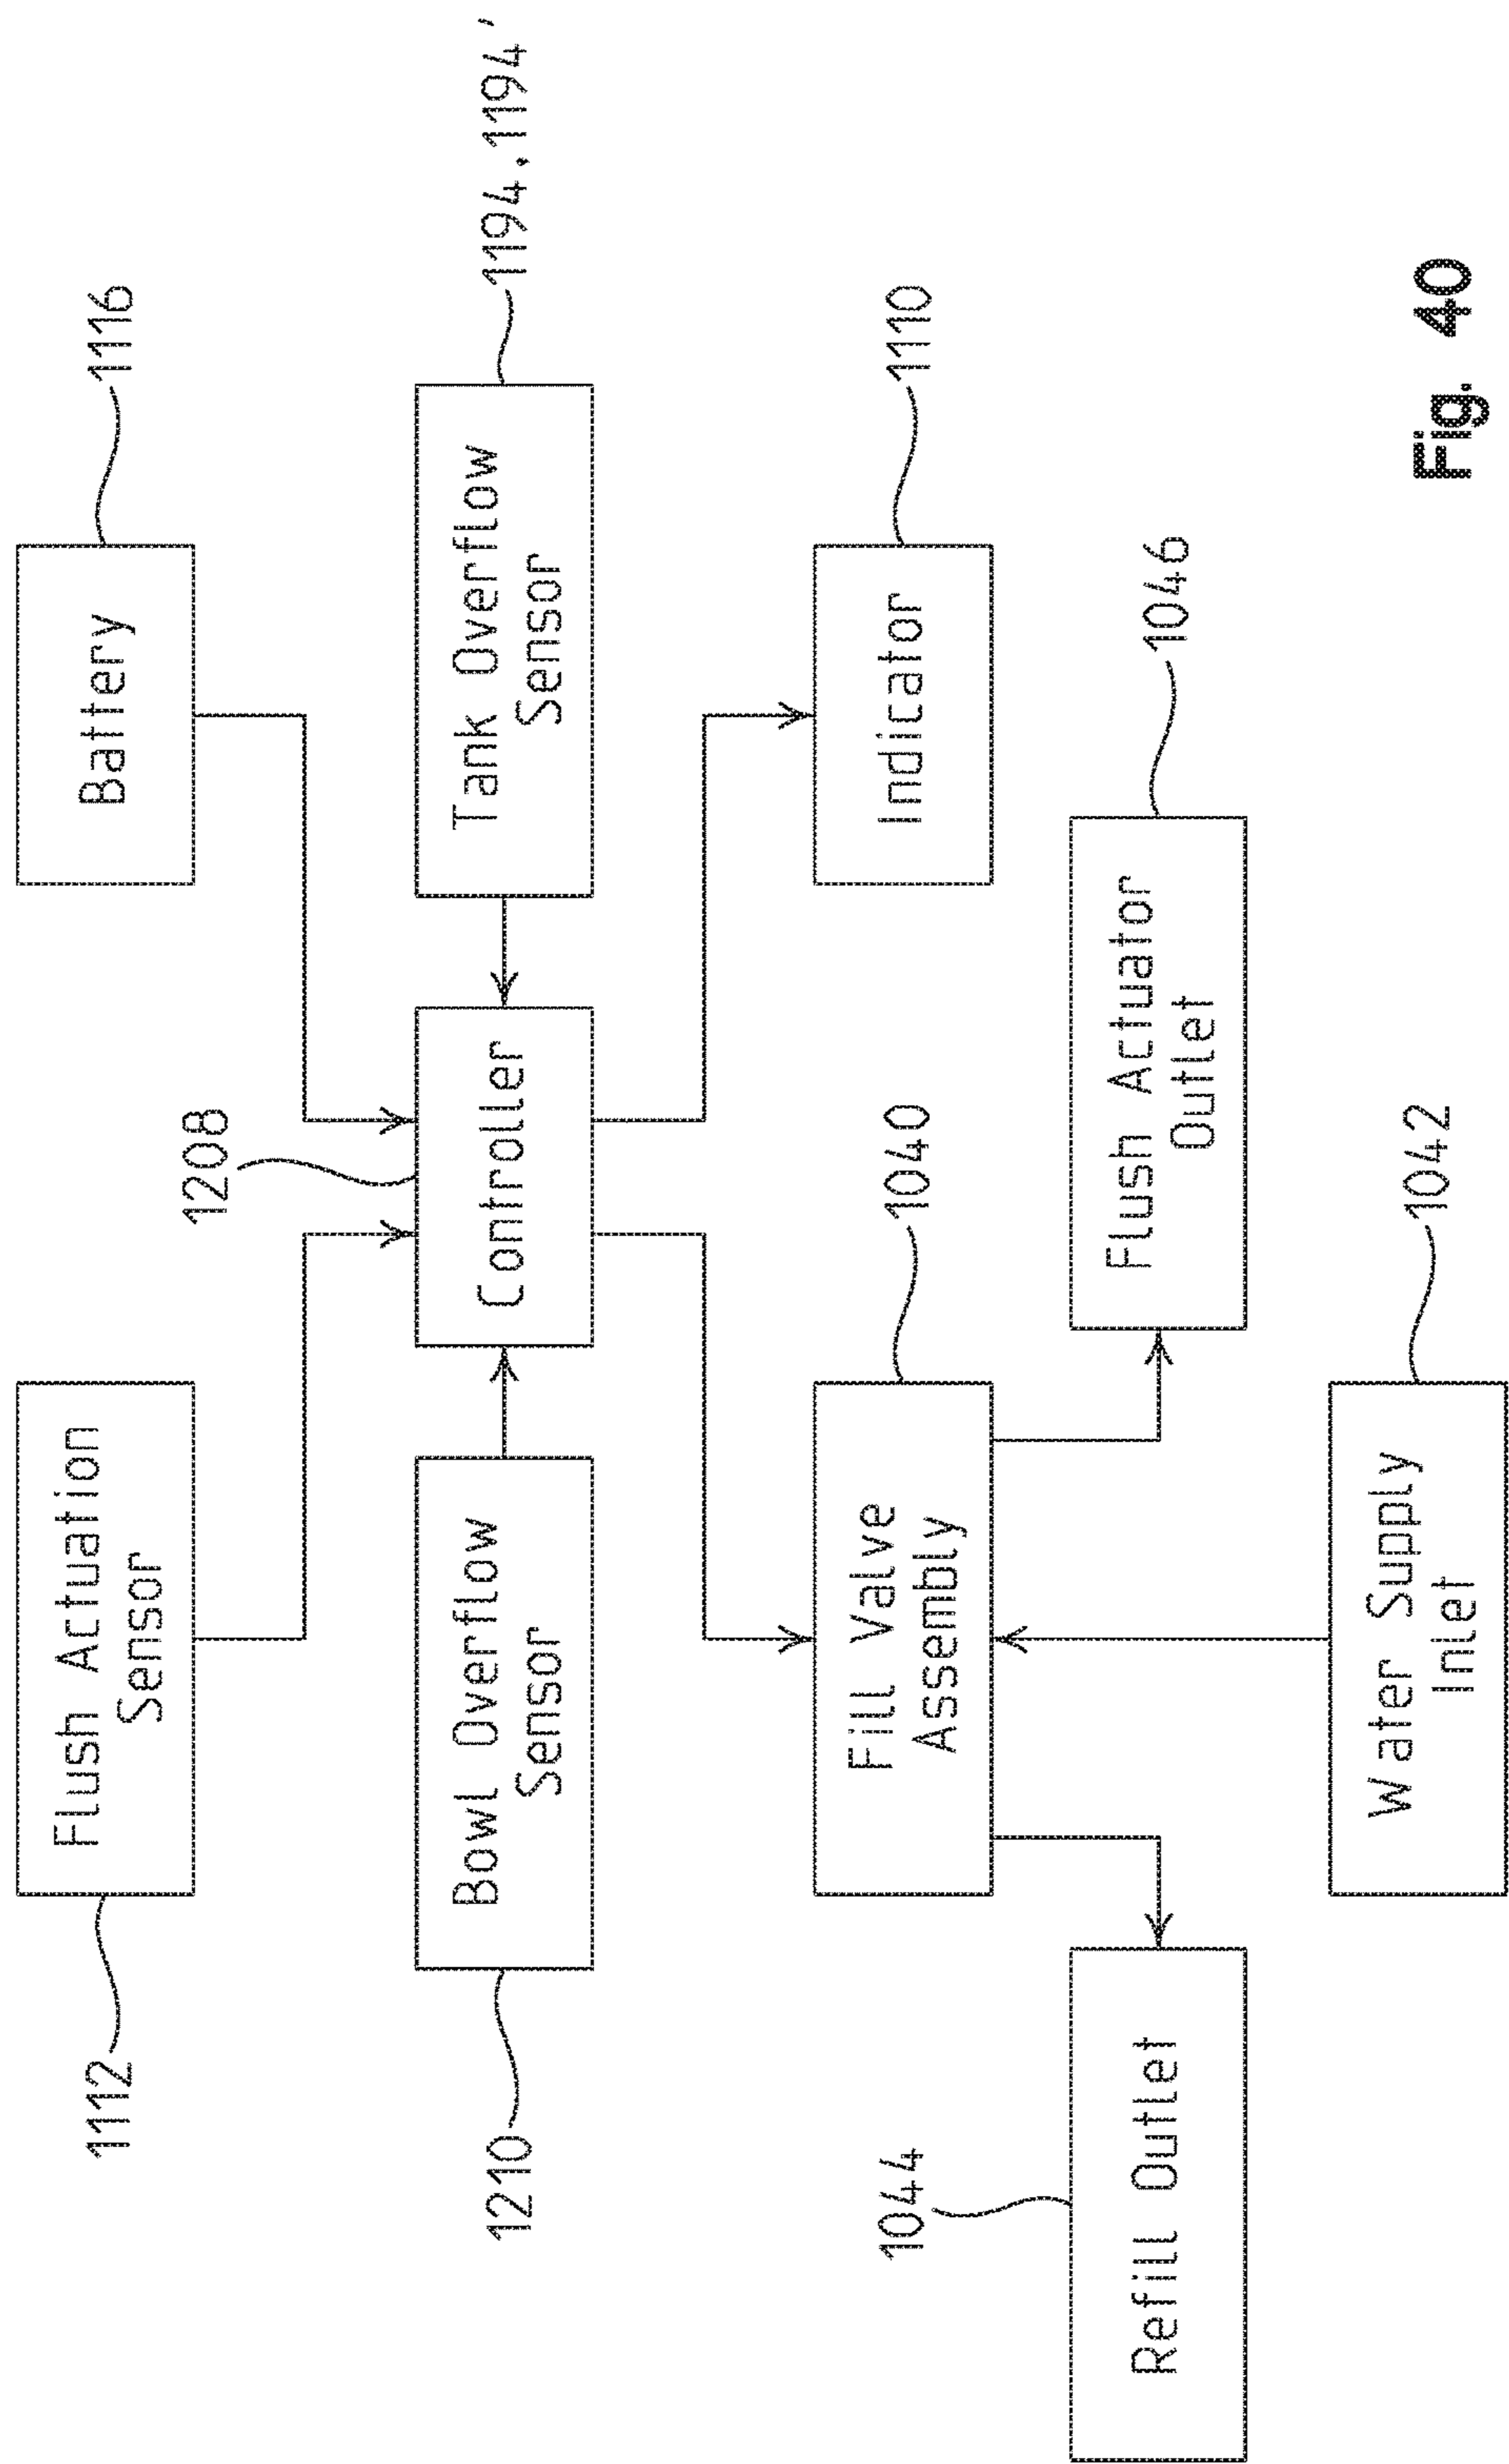 1112
Flush Actuation
Sensor
Battery
1116
1208
1210
Bowl Overflow
Sensor
Controller
Tank Overflow
Sensor
1194,1194'
1044
Fill Valve
Assembly
1040
Indicator
1110
Refill Outlet
Flush Actuator
Outlet
1046
Water Supply
Inlet
1042
Fig. 40